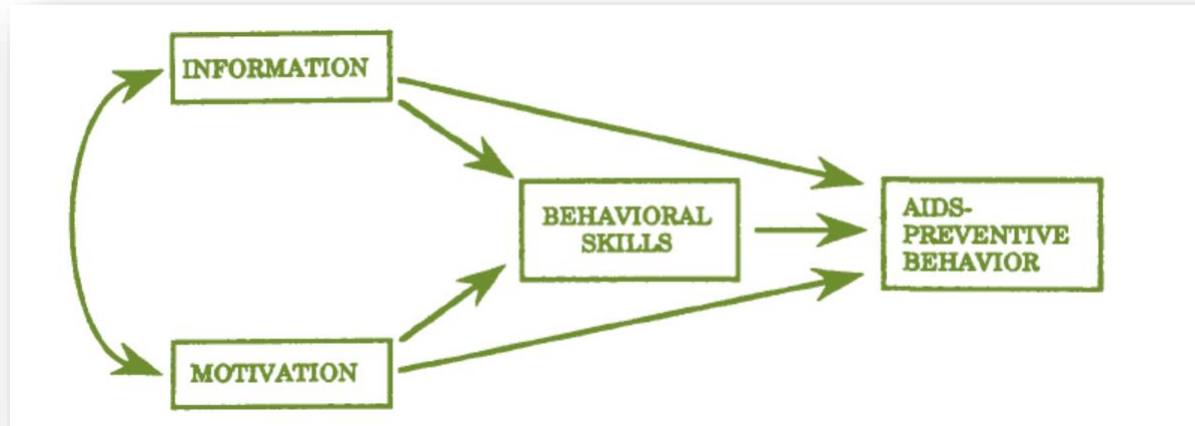 INFORMATION
BEHAVIORAL
SKILLS
AIDS-
PREVENTIVE
BEHAVIOR
MOTIVATION